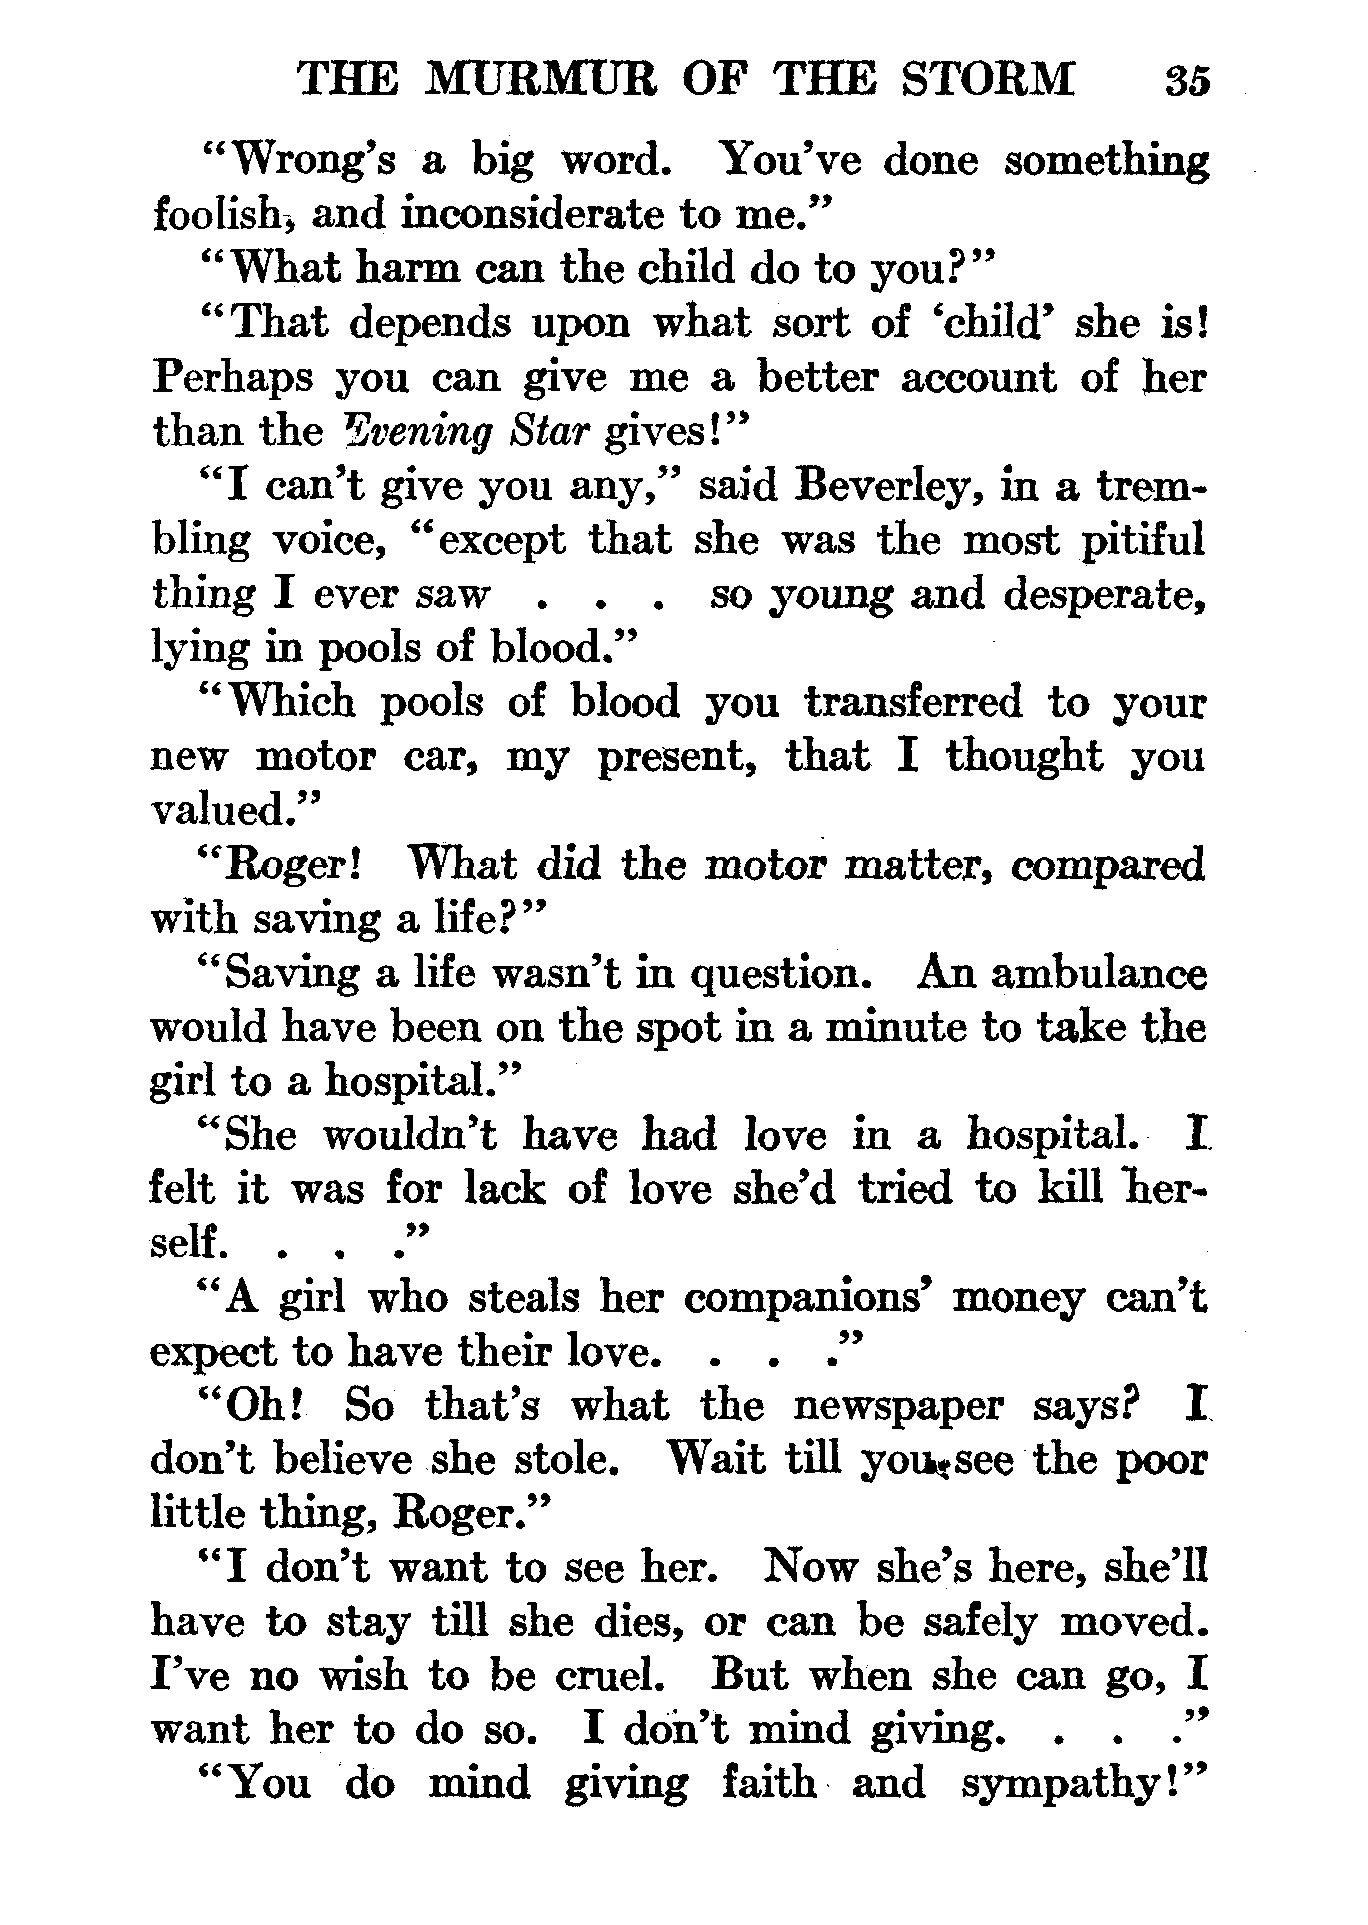 THE MURMUR OF THE STORM 35
“Wrong’s a big word. You’ve done something
foolish, and inconsiderate to me.”
“What harm can the child do to you?”
“That depends upon what sort of ‘child’ she is!
Perhaps you can give me a better account of her
than the Evening Star gives!”
“I can’t give you any,” said Beverley, in a trem-
bling voice, “except that she was the most pitiful
thing I ever saw . . . so young and desperate,
lying in pools of blood.”
“Which pools of blood you transferred to your
new motor car, my present, that I thought you
valued.”
“Roger! What did the motor matter, compared
with saving a life?”
“Saving a life wasn’t in question. An ambulance
would have been on the spot in a minute to take the
girl to a hospital.”
“She wouldn’t have had love in a hospital. I
felt it was for lack of love she’d tried to kill her-
self. . . .”
“A girl who steals her companions’ money can’t
expect to have their love. . . .”
“Oh! So that’s what the newspaper says? I
don’t believe she stole. Wait till you see the poor
little thing, Roger.”
“I don’t want to see her. Now she’s here, she’ll
have to stay till she dies, or can be safely moved.
I’ve no wish to be cruel. But when she can go, I
want her to do so. I don’t mind giving. . . .”
“You do mind giving faith and sympathy!”